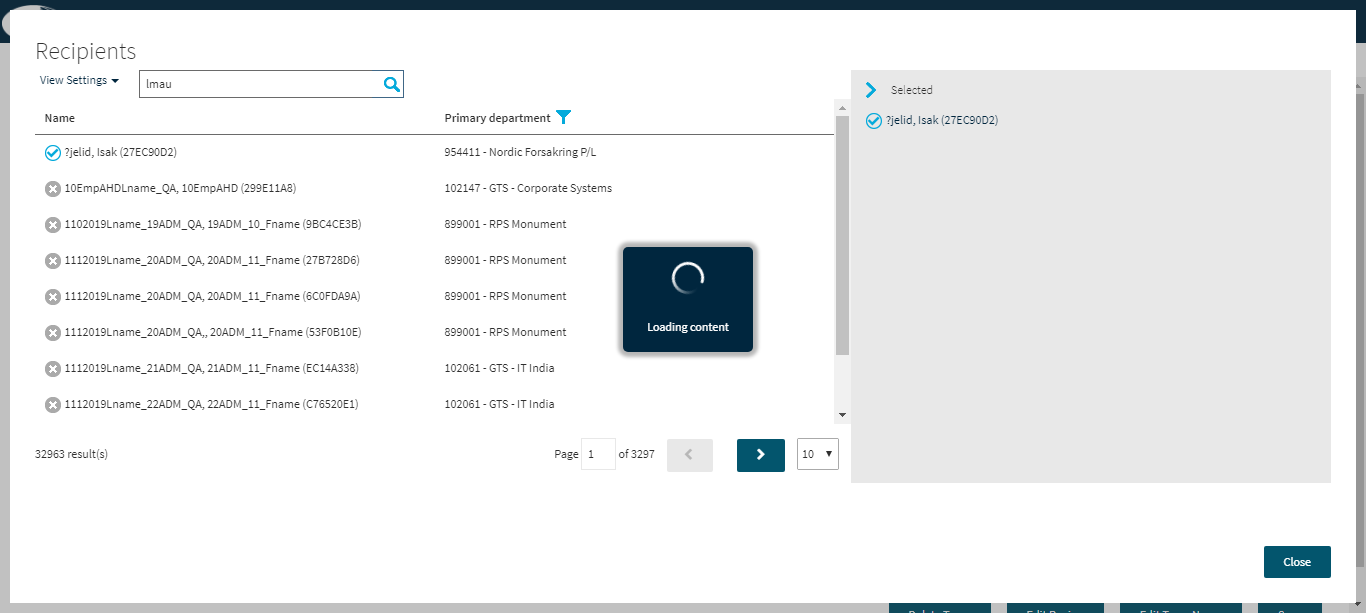 Recipients
View Settings
lmau
Name Primary department
?jelid, Isak (27EC90D2) 954411 - Nordic Forsakring P/L
10EmpAHDLname_QA, 10EmpAHD (299E11A8) 102147 - GTS - Corporate Systems
1102019Lname_19ADM_QA, 19ADM_10_Fname (9BC4CE3B) 899001 - RPS Monument
1112019Lname_20ADM_QA, 20ADM_11_Fname (27B728D6) 899001 - RPS Monument
1112019Lname_20ADM_QA, 20ADM_11_Fname (6C0FDA9A) 899001 - RPS Monument
1112019Lname_20ADM_QA,, 20ADM_11_Fname (53F0B10E) 899001 - RPS Monument
1112019Lname_21ADM_QA, 21ADM_11_Fname (EC14A338) 102061 - GTS - IT India
1112019Lname_22ADM_QA, 22ADM_11_Fname (C76520E1) 102061 - GTS - IT India
Loading content
32963 result(s) Page 1 of 3297 10
Selected
?jelid, Isak (27EC90D2)
Close